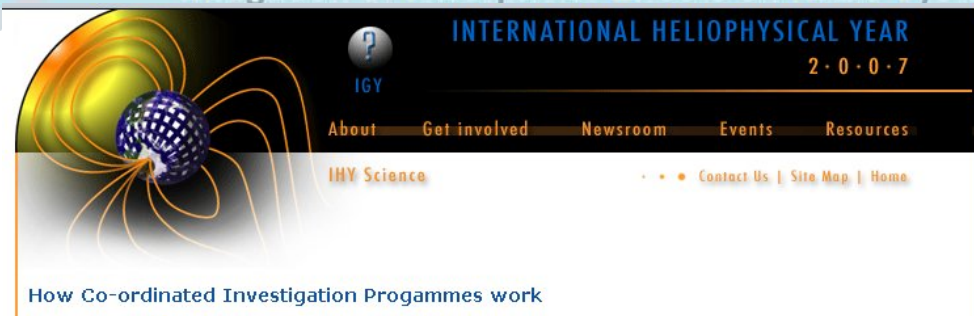 INTERNATIONAL HELIOPHYSICAL YEAR
2·0·0·7
?
IGY
About Get involved Newsroom Events Resources
IHY Science
Contact Us | Site Map | Home
How Co-ordinated Investigation Progammes work